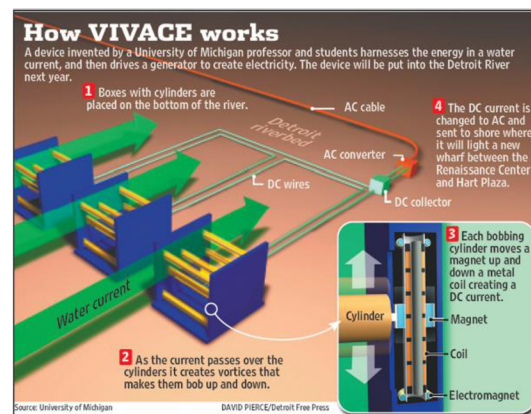 How VIVACE works
A device invented by a University of Michigan professor and students harnesses the energy in a water
current, and then drives a generator to create electricity. The device will be put into the Detroit River
next year.
1 Boxes with cylinders are
placed on the bottom of the river.
AC cable
4 The DC current is
changed to AC and
sent to shore where
it will light a new
wharf between the
Renaissance Center
and Hart Plaza.
Detroit
riverbed
AC converter
DC wires
DC collector
3 Each bobbing
cylinder moves a
magnet up and
down a metal
coil creating a
DC current.
Water current
Cylinder
Magnet
Coil
Electromagnet
2 As the current passes over the
cylinders it creates vortices that
makes them bob up and down.
Source: University of Michigan
DAVID PIERCE/Detroit Free Press